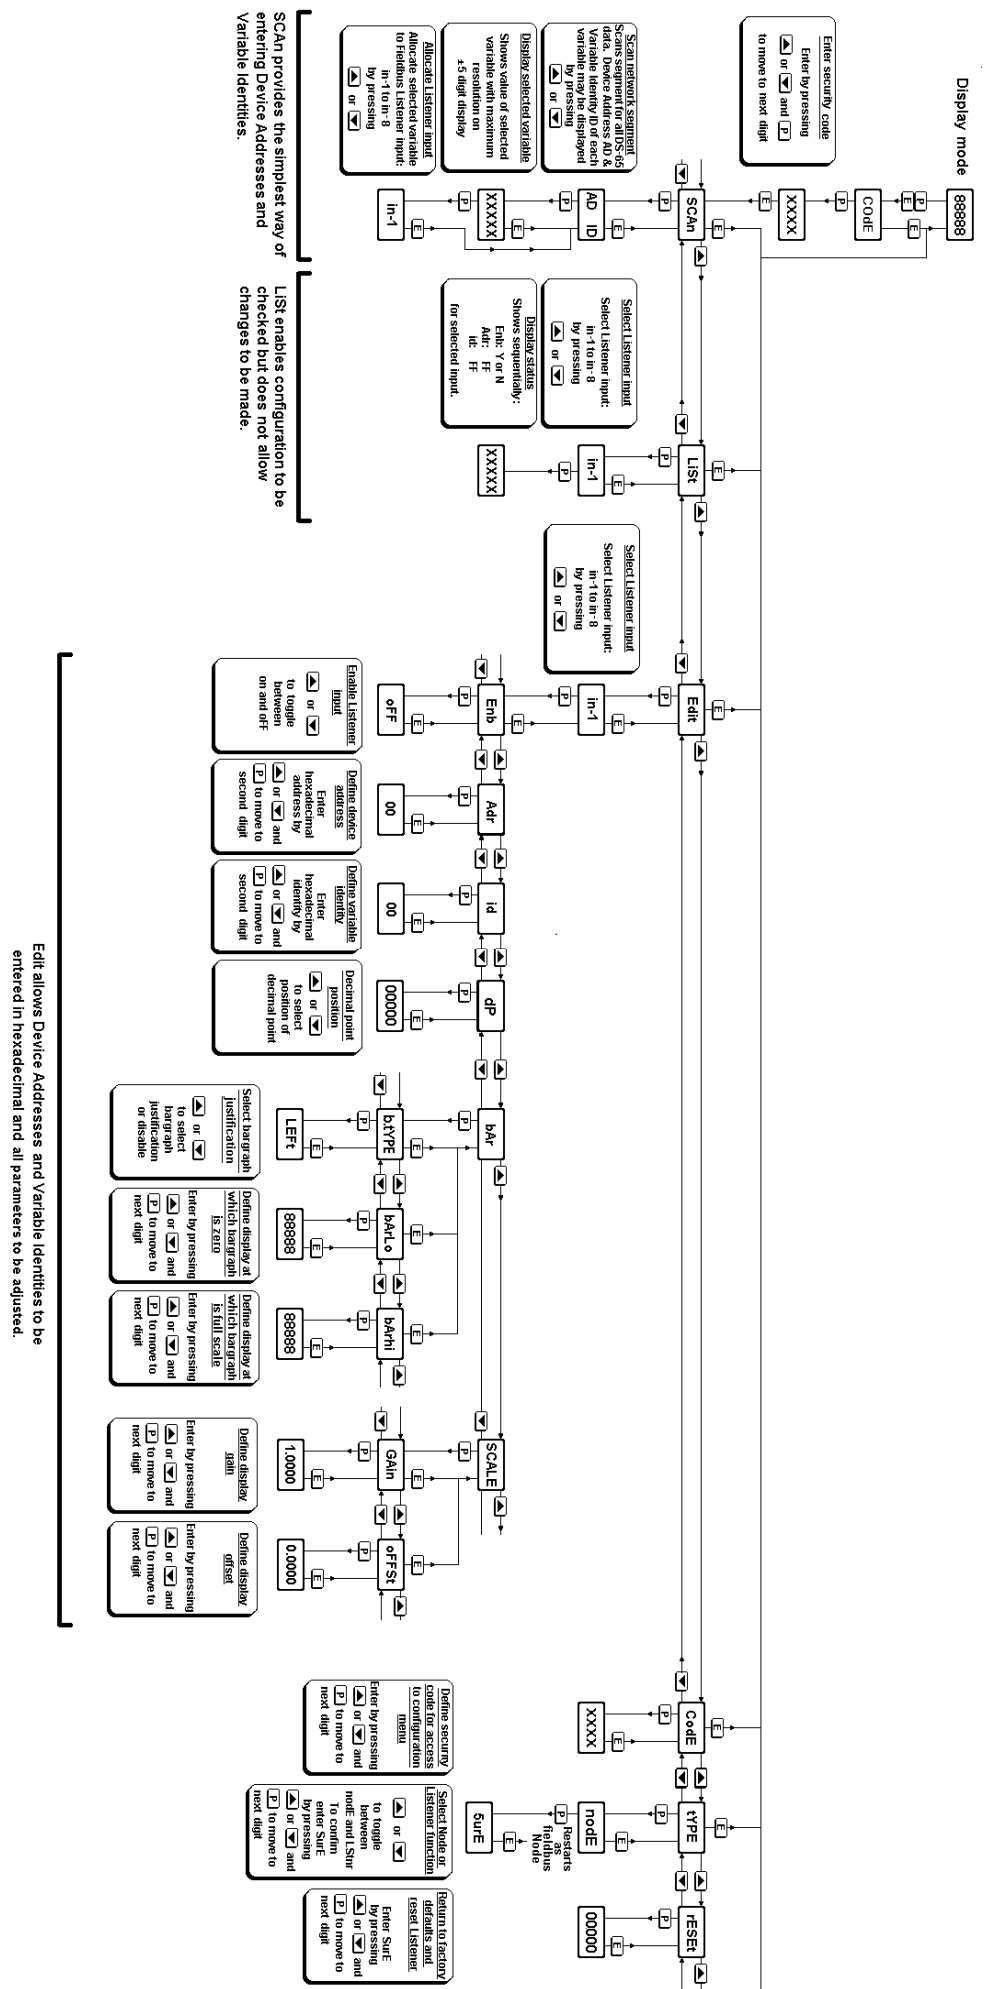 Display mode
88888
P
E
COdE
E
P
XXXX
E
P
Enter security code
Enter by pressing
▲ or ▼ and P
to move to next digit
SCAn
E
P
E
AD ID
P
E
XXXXX
P
E
in-1
Scan network segment
Scans segment for all DS-65
data. Device Address AD &
Variable Identity ID of each
variable may be displayed
by pressing
▲ or ▼
Display selected variable
Shows value of selected
variable with maximum
resolution on
±5 digit display
Allocate Listener input
Allocate selected variable
to Fieldbus Listener input:
in-1 to in-8
by pressing
▲ or ▼
SCAn provides the simplest way of
entering Device Addresses and
Variable Identities.
LiSt
E
P
E
in-1
P
XXXXX
Select Listener input
Select Listener input:
in-1 to in-8
by pressing
▲ or ▼
Display status
Shows sequentially:
Enb: Y or N
Adr: FF
id: FF
for selected input.
LiSt enables configuration to be
checked but does not allow
changes to be made.
Edit
E
P
E
in-1
P
E
Select Listener input
Select Listener input:
in-1 to in-8
by pressing
▲ or ▼
Enb
P
E
oFF
Enable Listener
input
▲ or ▼
to toggle
between
on and oFF
Adr
P
E
00
Define device
address
Enter
hexadecimal
address by
▲ or ▼ and
P to move to
second digit
id
P
E
00
Define variable
identity
Enter
hexadecimal
identity by
▲ or ▼ and
P to move to
second digit
dP
P
E
00000
Decimal point
position
▲ or ▼
to select
position of
decimal point
bAr
P
E
b.tYPE
P
E
LEFt
Select bargraph
justification
▲ or ▼
to select
bargraph
justification
or disable
E
bArLo
P
E
88888
Define display at
which bargraph
is zero
Enter by pressing
▲ or ▼ and
P to move to
next digit
E
bArhi
P
E
88888
Define display at
which bargraph
is full scale
Enter by pressing
▲ or ▼ and
P to move to
next digit
SCALE
P
E
GAin
P
E
1.0000
Define display
gain
Enter by pressing
▲ or ▼ and
P to move to
next digit
E
oFFSt
P
E
0.0000
Define display
offset
Enter by pressing
▲ or ▼ and
P to move to
next digit
Edit allows Device Addresses and Variable Identities to be
entered in hexadecimal and all parameters to be adjusted.
CodE
E
P
E
XXXX
Define security
code for access
to configuration
menu
Enter by pressing
▲ or ▼ and
P to move to
next digit
tYPE
E
P
E
nodE
P
Restarts
as
fieldbus
Node
E
5urE
Select Node or
Listener function
▲ or ▼
to toggle
between
nodE and LStnr
To confirm
enter SurE
by pressing
▲ or ▼ and
P to move to
next digit
rESEt
P
E
00000
Return to factory
defaults and
reset Listener
Enter SurE
by pressing
▲ or ▼ and
P to move to
next digit